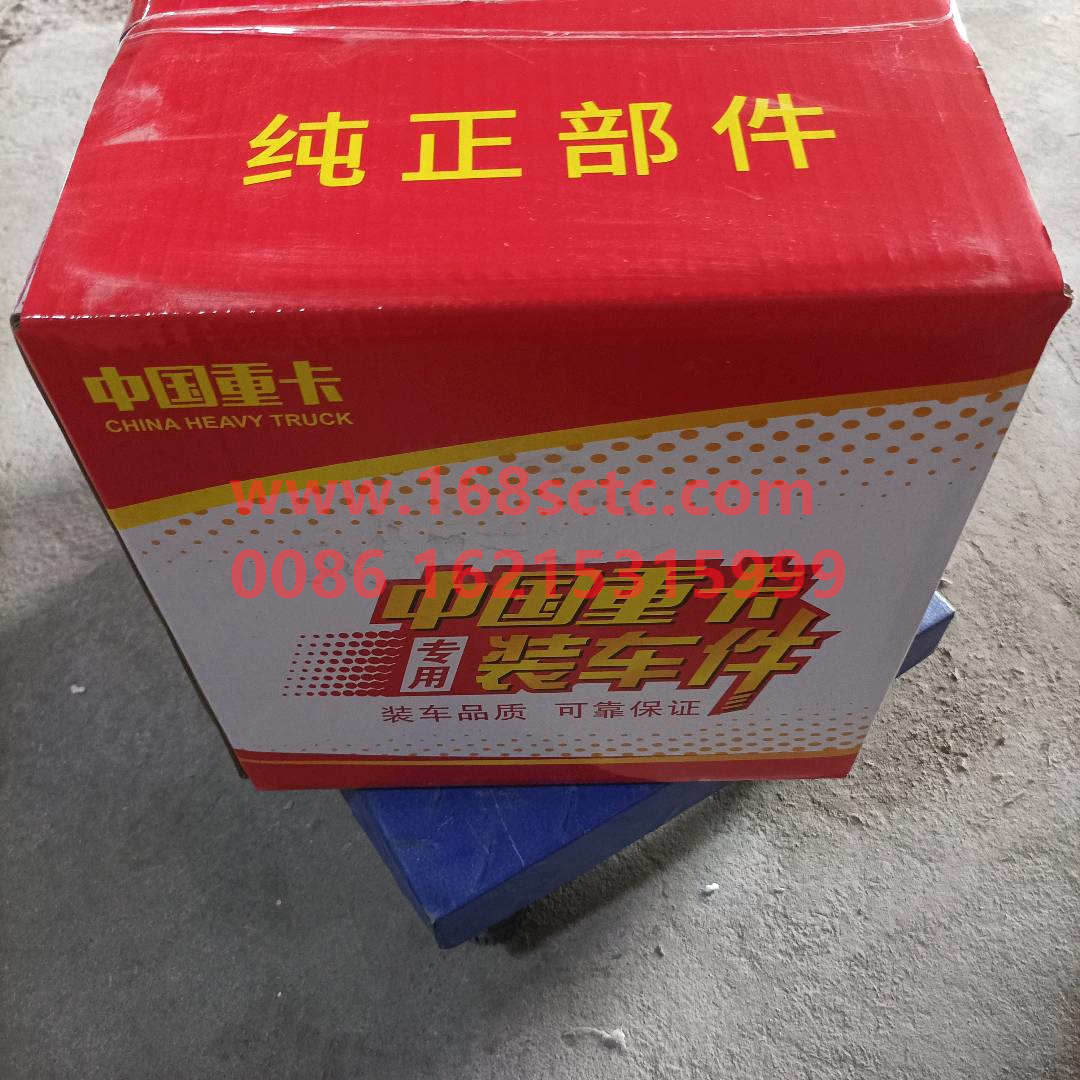 纯正部件
中国重卡
CHINA HEAVY TRUCK
www.168sctc.com
0086 16215315999
中国重卡
专用
装车件
装车品质 可靠保证